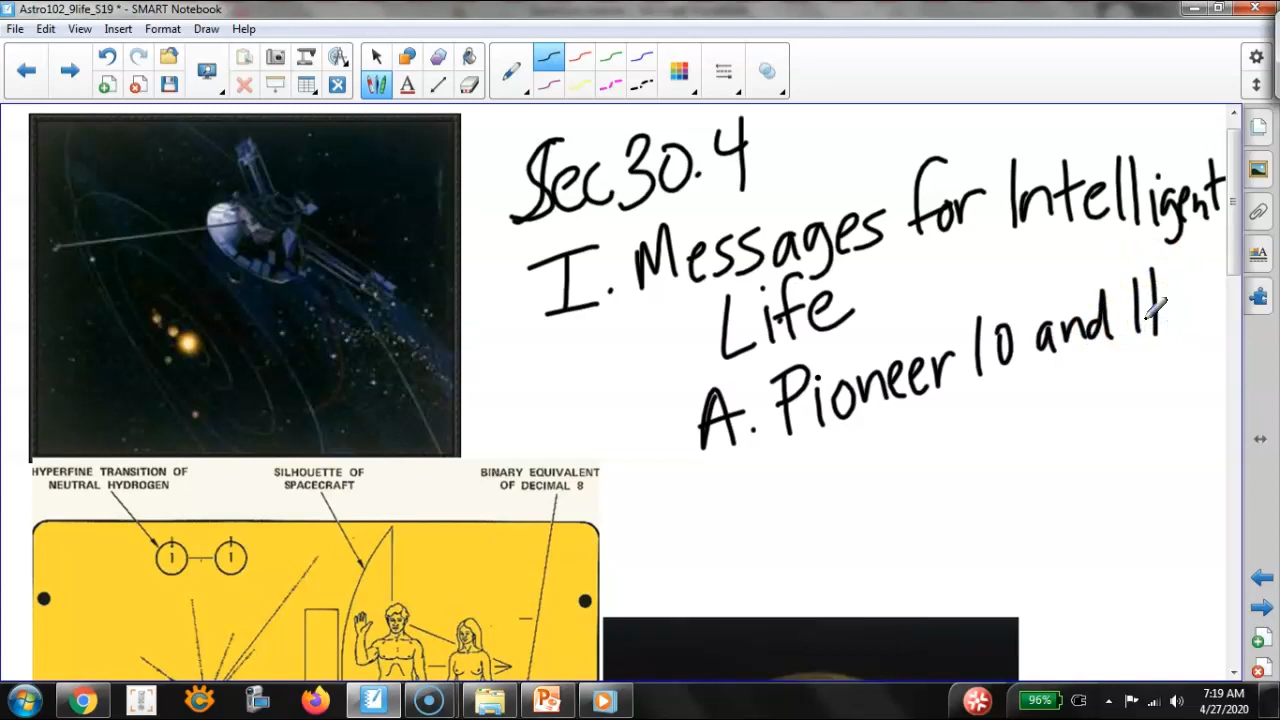 Astro102_9life_S19 * - SMART Notebook
File Edit View Insert Format Draw Help
Sec 30.4
I. Messages for Intelligent
Life
A. Pioneer 10 and 11
HYPERFINE TRANSITION OF
NEUTRAL HYDROGEN
SILHOUETTE OF
SPACECRAFT
BINARY EQUIVALENT
OF DECIMAL 8
96%
7:19 AM
4/27/2020